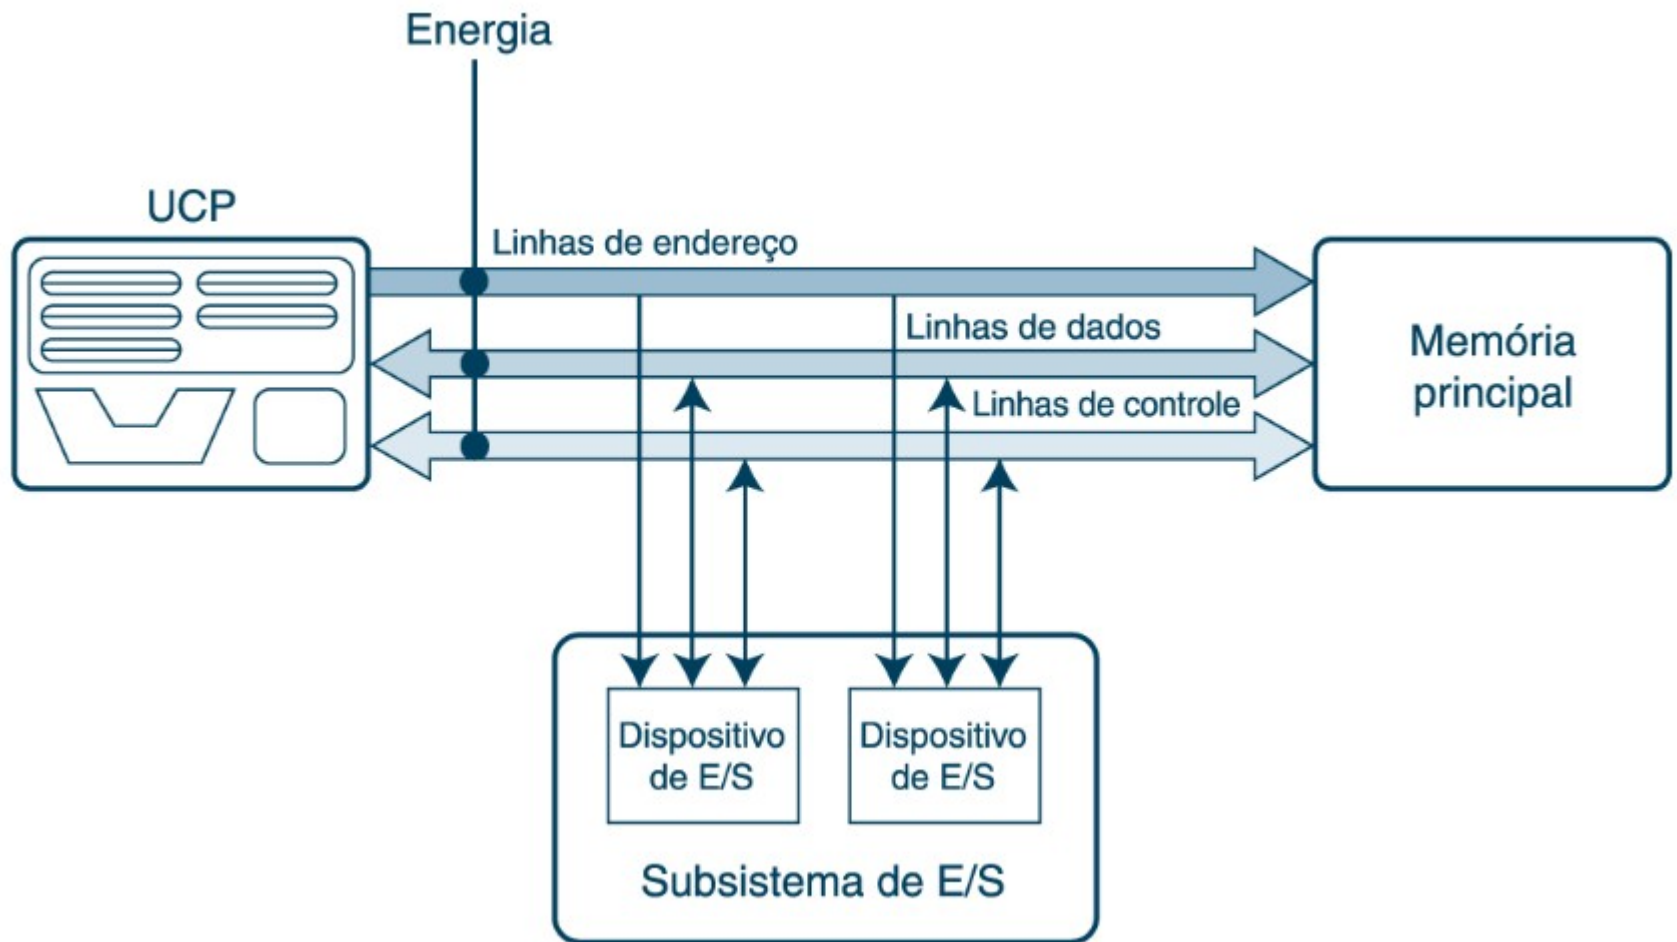 Energia
UCP
Linhas de endereço
Linhas de dados
Linhas de controle
Memória
principal
Dispositivo
de E/S
Dispositivo
de E/S
Subsistema de E/S